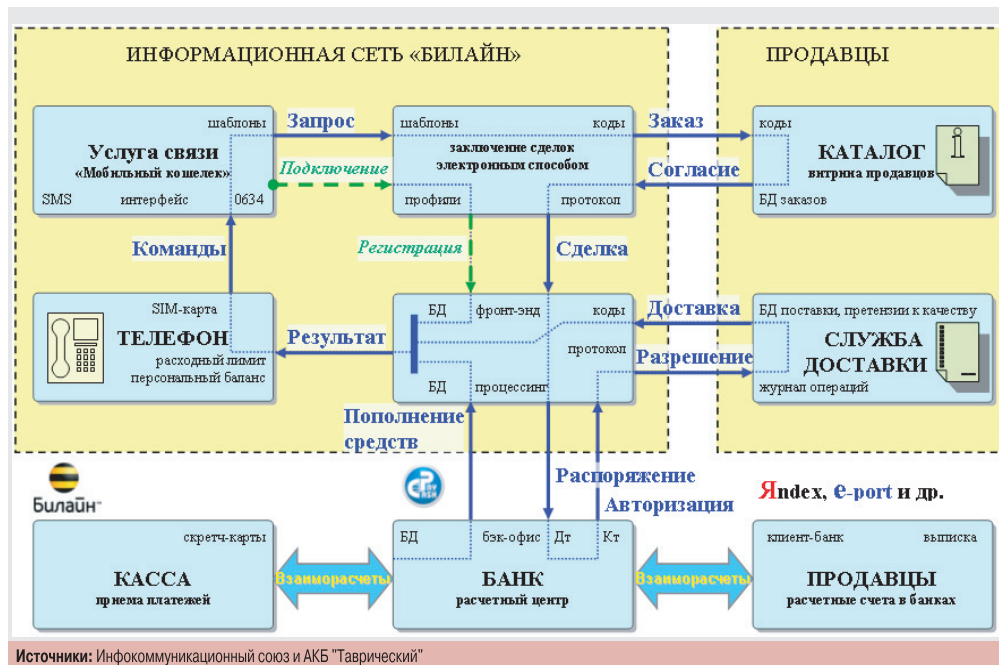 ИНФОРМАЦИОННАЯ СЕТЬ «БИЛАЙН»
ПРОДАВЦЫ
шаблоны
Услуга связи
«Мобильный кошелек»
SMS интерфейс 0634
Запрос
Подключение
шаблоны коды
заключение сделок
электронным способом
профили протокол
Заказ
Согласие
коды
КАТАЛОГ
витрина продавцов
БД заказов
Команды
Регистрация
Сделка
SIM-карта
ТЕЛЕФОН
расходный лимит
персональный баланс
Результат
БД фронт-энд коды
протокол
БД процессинг
Доставка
Разрешение
БД поставки, претензии к качеству
СЛУЖБА
ДОСТАВКИ
журнал операций
Пополнение
средств
Распоряжение
Авторизация
Билайн™
Яndex, e-port и др.
скретч-карты
КАССА
приема платежей
Взаиморасчеты
БД бэк-офис Дт Кт
БАНК
расчетный центр
Взаиморасчеты
клиент-банк выписка
ПРОДАВЦЫ
расчетные счета в банках
Источники: Инфокоммуникационный союз и АКБ "Таврический"